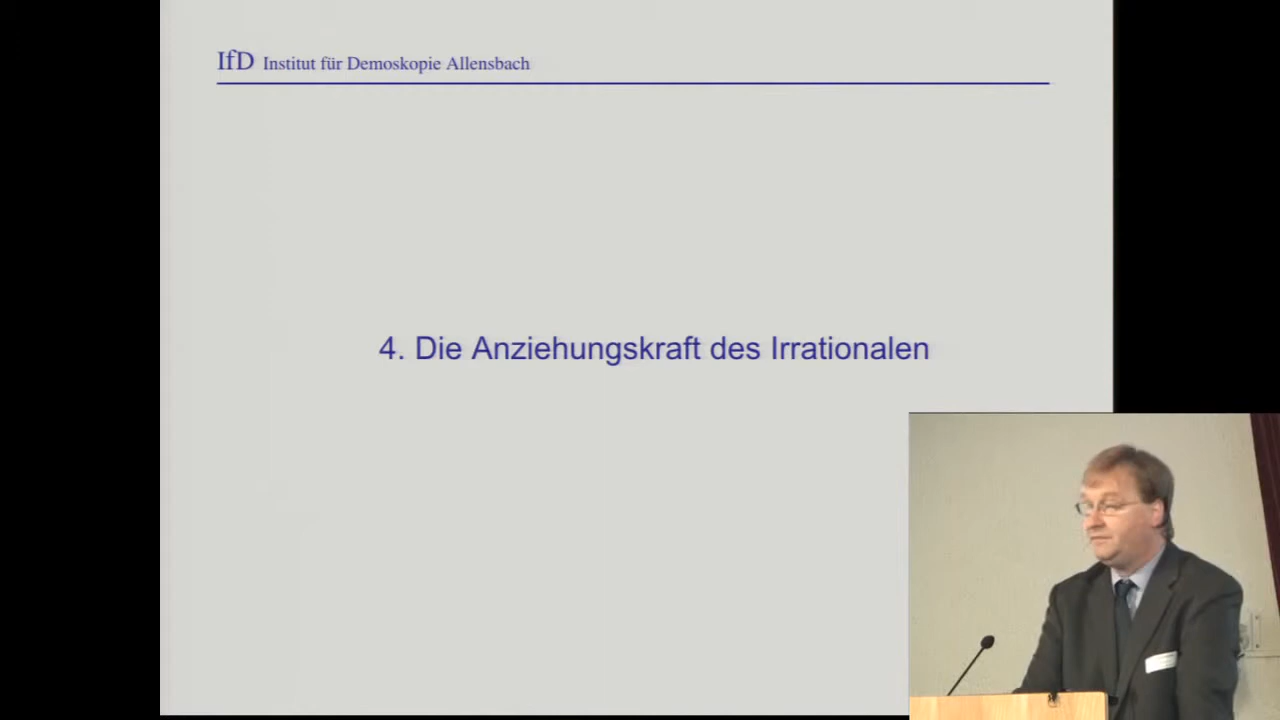 IfD Institut für Demoskopie Allensbach
4. Die Anziehungskraft des Irrationalen